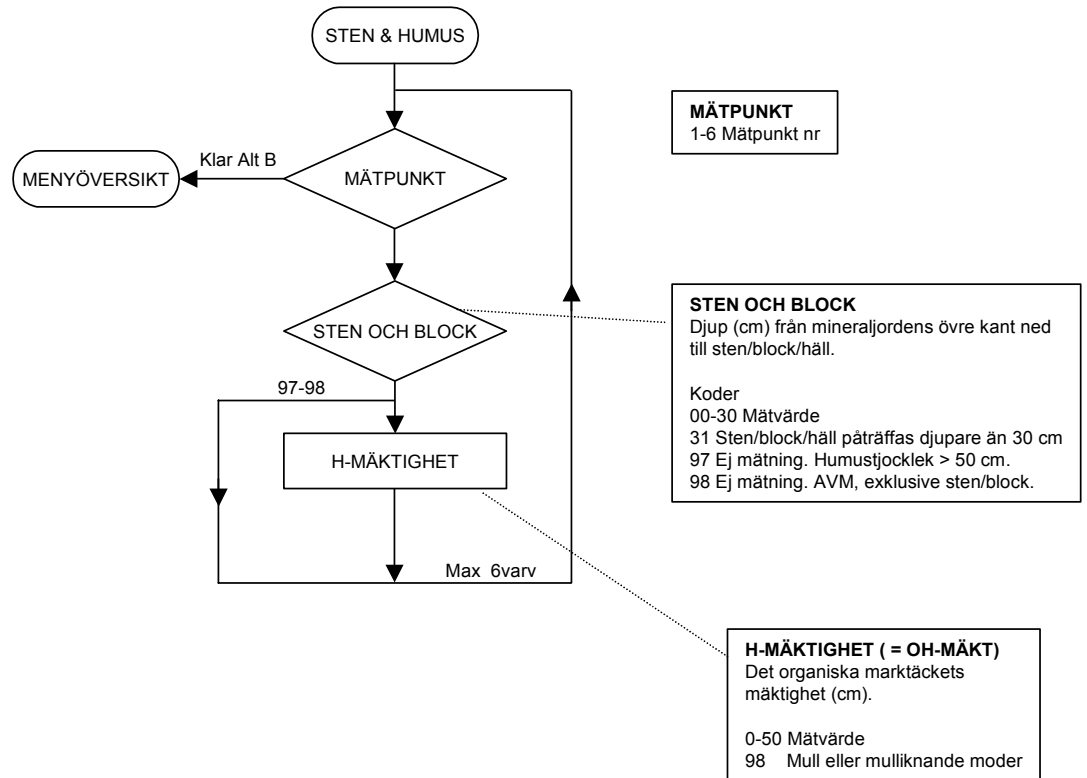 STEN & HUMUS
MÄTPUNKT
1-6 Mätpunkt nr
Klar Alt B
MENYÖVERSIKT
MÄTPUNKT
STEN OCH BLOCK
Djup (cm) från mineraljordens övre kant ned
till sten/block/häll.
Koder
00-30 Mätvärde
31 Sten/block/häll påträffas djupare än 30 cm
97 Ej mätning. Humustjocklek > 50 cm.
98 Ej mätning. AVM, exklusive sten/block.
STEN OCH BLOCK
97-98
H-MÄKTIGHET
Max 6varv
H-MÄKTIGHET ( = OH-MÄKT)
Det organiska marktäckets
mäktighet (cm).
0-50 Mätvärde
98 Mull eller mulliknande moder